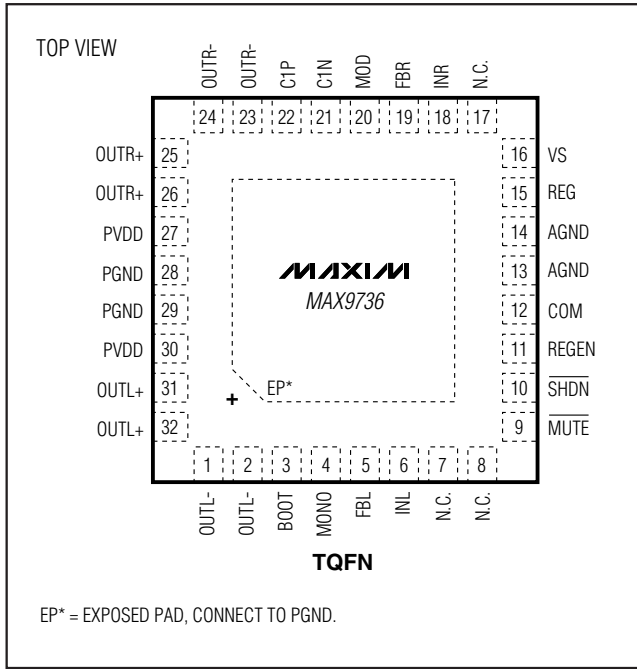 TOP VIEW
OUTR-
OUTR-
C1P
C1N
MOD
FBR
INR
N.C.
24 23 22 21 20 19 18 17
OUTR+ 25
OUTR+ 26
PVDD 27
PGND 28
PGND 29
PVDD 30
OUTL+ 31
OUTL+ 32
16 VS
15 REG
14 AGND
13 AGND
12 COM
11 REGEN
10 SHDN
9 MUTE
MAXIM
MAX9736
EP*
+
1 2 3 4 5 6 7 8
OUTL-
OUTL-
BOOT
MONO
FBL
INL
N.C.
N.C.
TQFN
EP* = EXPOSED PAD, CONNECT TO PGND.